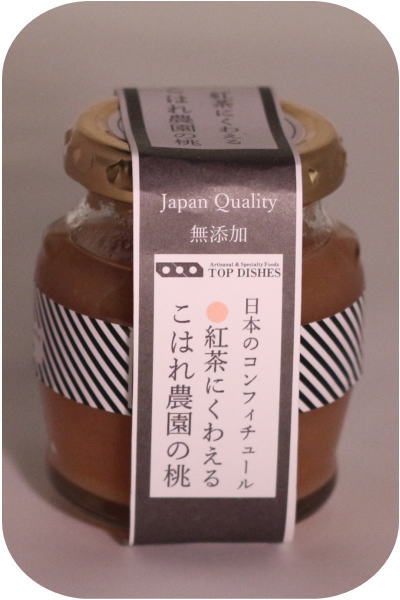 紅茶にくわえる
こはれ農園の桃
Japan Quality
無添加
Artisanal & Specialty Foods
TOP DISHES
日本のコンフィチュール
●紅茶にくわえる
こはれ農園の桃